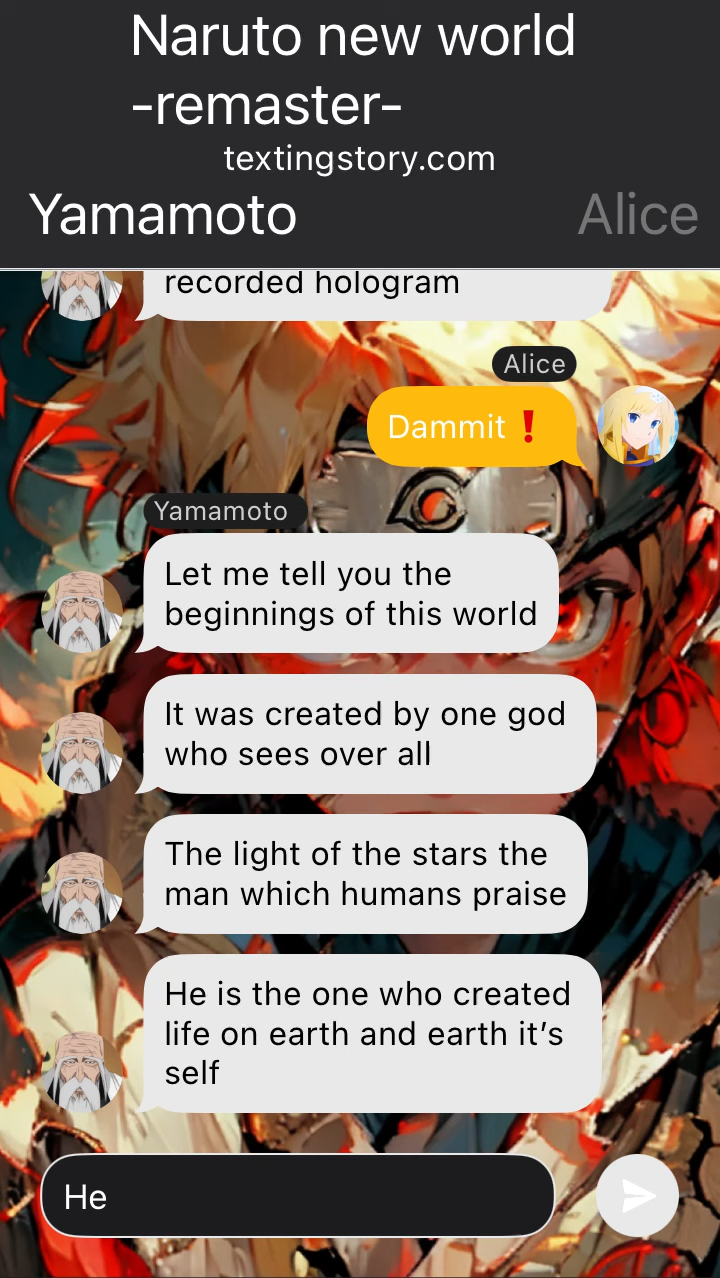 Naruto new world
-remaster-
textingstory.com
Yamamoto
Alice
recorded hologram
Alice
Dammit ❗
Yamamoto
Let me tell you the
beginnings of this world
It was created by one god
who sees over all
The light of the stars the
man which humans praise
He is the one who created
life on earth and earth it’s
self
He